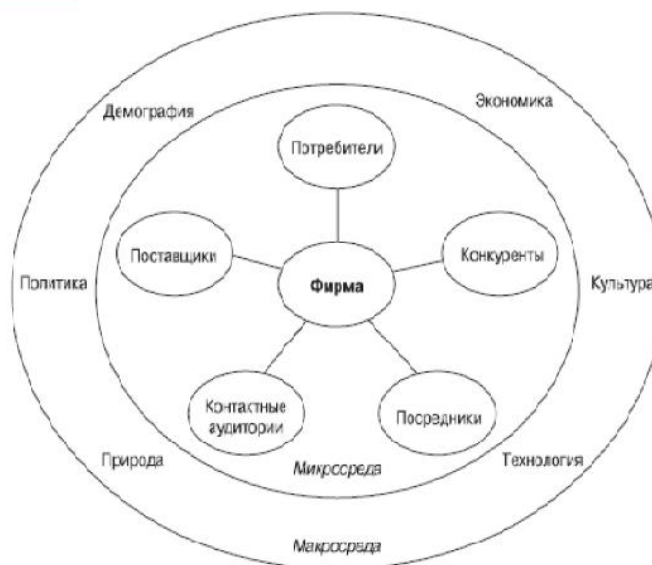 Демография
Экономика
Потребители
Поставщики
Конкуренты
Политика
Фирма
Культура
Контактные
аудитории
Посредники
Природа
Микросреда
Технология
Макросреда